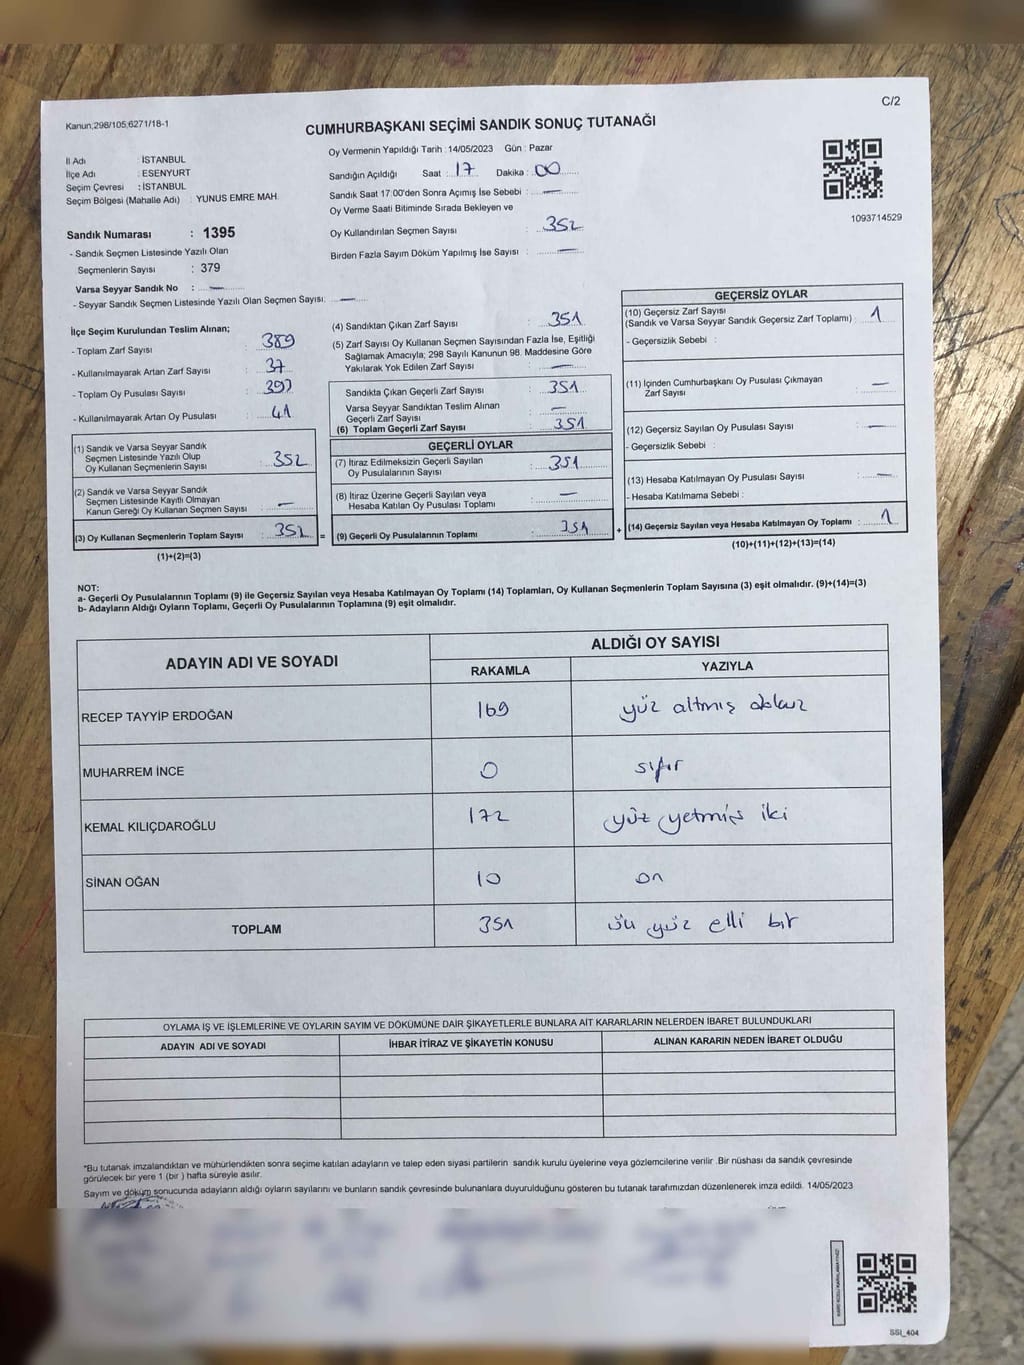 C/2
Kanun;298/105;6271/18-1
CUMHURBAŞKANI SEÇİMİ SANDIK SONUÇ TUTANAĞI
İl Adı : İSTANBUL
İlçe Adı : ESENYURT
Seçim Çevresi : İSTANBUL
Seçim Bölgesi (Mahalle Adı) : YUNUS EMRE MAH.
Sandık Numarası : 1395
- Sandık Seçmen Listesinde Yazılı Olan
Seçmenlerin Sayısı : 379
Varsa Seyyar Sandık No : —
- Seyyar Sandık Seçmen Listesinde Yazılı Olan Seçmen Sayısı: —
Oy Vermenin Yapıldığı Tarih : 14/05/2023 Gün : Pazar
Sandığın Açıldığı Saat : 17 Dakika : 00
Sandık Saat 17:00'den Sonra Açımış İse Sebebi : —
Oy Verme Saati Bitiminde Sırada Bekleyen ve
Oy Kullandırılan Seçmen Sayısı : 352
Birden Fazla Sayım Döküm Yapılmış İse Sayısı : —
1093714529
İlçe Seçim Kurulundan Teslim Alınan;
- Toplam Zarf Sayısı : 389
- Kullanılmayarak Artan Zarf Sayısı : 37
- Toplam Oy Pusulası Sayısı : 393
- Kullanılmayarak Artan Oy Pusulası : 41
(1) Sandık ve Varsa Seyyar Sandık
Seçmen Listesinde Yazılı Olup
Oy Kullanan Seçmenlerin Sayısı : 352
(2) Sandık ve Varsa Seyyar Sandık
Seçmen Listesinde Kayıtlı Olmayan
Kanun Gereği Oy Kullanan Seçmen Sayısı : —
(3) Oy Kullanan Seçmenlerin Toplam Sayısı : 352 =
(1)+(2)=(3)
(4) Sandıktan Çıkan Zarf Sayısı : 351
(5) Zarf Sayısı Oy Kullanan Seçmen Sayısından Fazla İse, Eşitliği
Sağlamak Amacıyla; 298 Sayılı Kanunun 98. Maddesine Göre
Yakılarak Yok Edilen Zarf Sayısı : —
Sandıkta Çıkan Geçerli Zarf Sayısı : 351
Varsa Seyyar Sandıktan Teslim Alınan
Geçerli Zarf Sayısı : —
(6) Toplam Geçerli Zarf Sayısı : 351
GEÇERLİ OYLAR
(7) İtiraz Edilmeksizin Geçerli Sayılan
Oy Pusulalarının Sayısı : 351
(8) İtiraz Üzerine Geçerli Sayılan veya
Hesaba Katılan Oy Pusulası Toplamı : —
(9) Geçerli Oy Pusulalarının Toplamı : 351 +
GEÇERSİZ OYLAR
(10) Geçersiz Zarf Sayısı
(Sandık ve Varsa Seyyar Sandık Geçersiz Zarf Toplamı) : 1
- Geçersizlik Sebebi :
(11) İçinden Cumhurbaşkanı Oy Pusulası Çıkmayan
Zarf Sayısı : —
(12) Geçersiz Sayılan Oy Pusulası Sayısı : —
- Geçersizlik Sebebi :
(13) Hesaba Katılmayan Oy Pusulası Sayısı : —
- Hesaba Katılmama Sebebi :
(14) Geçersiz Sayılan veya Hesaba Katılmayan Oy Toplamı : 1
(10)+(11)+(12)+(13)=(14)
NOT:
a- Geçerli Oy Pusulalarının Toplamı (9) ile Geçersiz Sayılan veya Hesaba Katılmayan Oy Toplamı (14) Toplamları, Oy Kullanan Seçmenlerin Toplam Sayısına (3) eşit olmalıdır. (9)+(14)=(3)
b- Adayların Aldığı Oyların Toplamı, Geçerli Oy Pusulalarının Toplamına (9) eşit olmalıdır.
ADAYIN ADI VE SOYADI
ALDIĞI OY SAYISI
RAKAMLA YAZIYLA
RECEP TAYYİP ERDOĞAN 169 yüz altmış dokuz
MUHARREM İNCE 0 sıfır
KEMAL KILIÇDAROĞLU 172 yüz yetmiş iki
SİNAN OĞAN 10 on
TOPLAM 351 üç yüz elli bir
OYLAMA İŞ VE İŞLEMLERİNE VE OYLARIN SAYIM VE DÖKÜMÜNE DAİR ŞİKAYETLERLE BUNLARA AİT KARARLARIN NELERDEN İBARET BULUNDUKLARI
ADAYIN ADI VE SOYADI İHBAR İTİRAZ VE ŞİKAYETİN KONUSU ALINAN KARARIN NEDEN İBARET OLDUĞU
*Bu tutanak imzalandıktan ve mühürlendikten sonra seçime katılan adayların ve talep eden siyasi partilerin sandık kurulu üyelerine veya gözlemcilerine verilir .Bir nüshası da sandık çevresinde
görülecek bir yere 1 (bir ) hafta süreyle asılır.
Sayım ve döküm sonucunda adayların aldığı oyların sayılarını ve bunların sandık çevresinde bulunanlara duyurulduğunu gösteren bu tutanak tarafımızdan düzenlenerek imza edildi. 14/05/2023
SSI_404